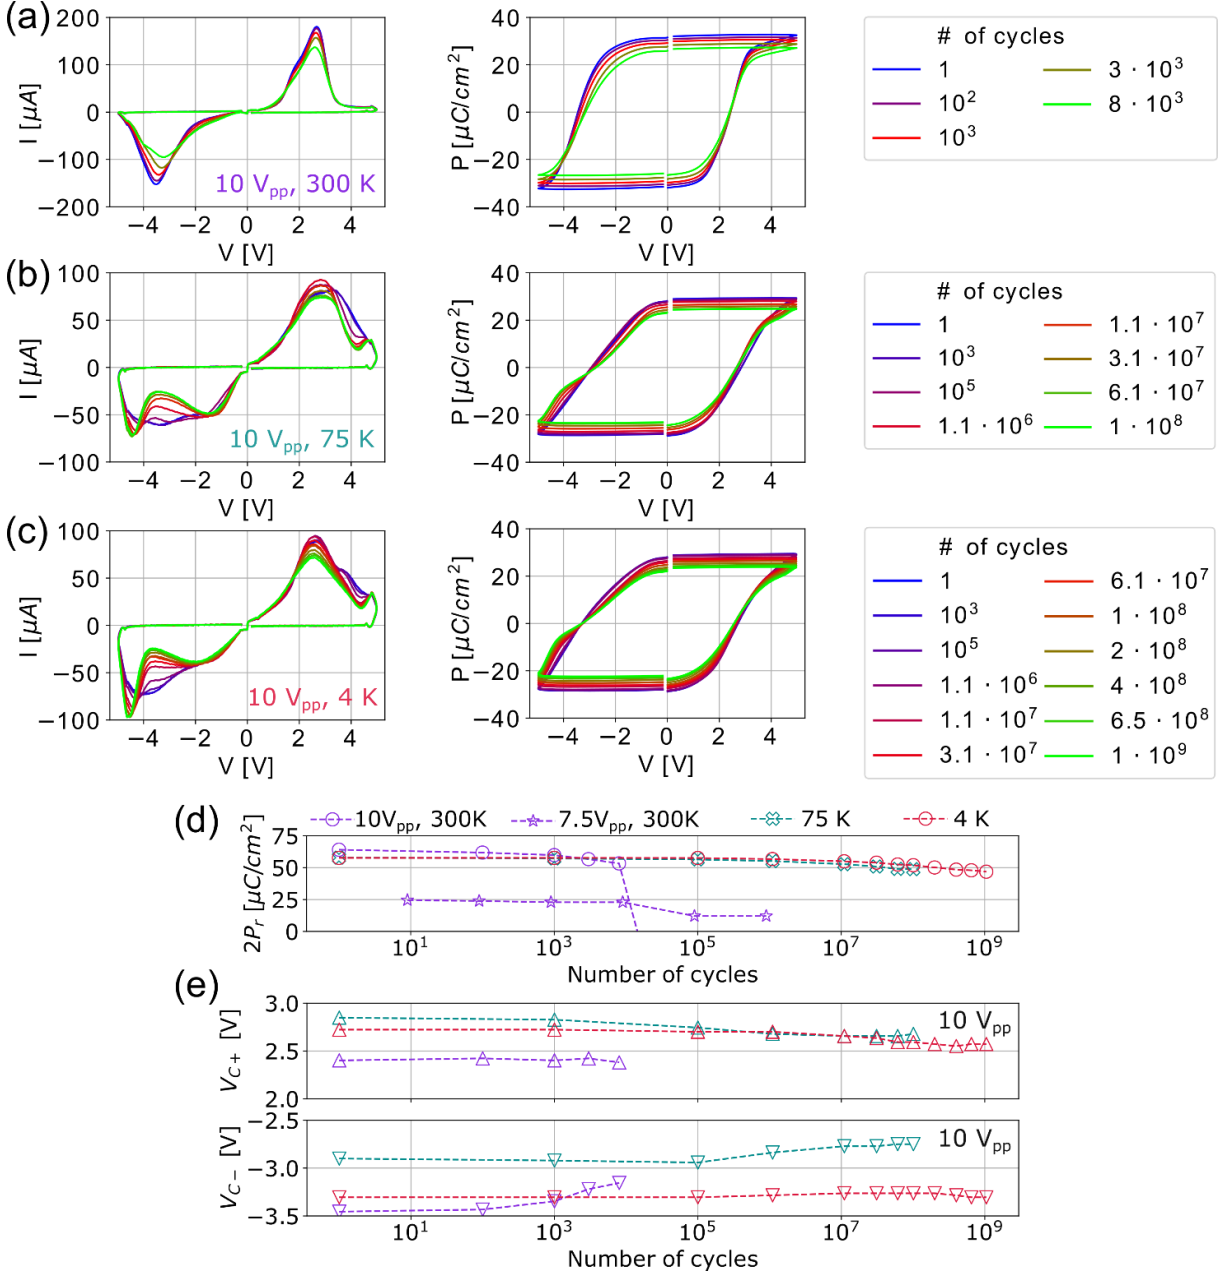 (a)
200
100
0
−100
−200
I [μA]
−4 −2 0 2 4
V [V]
10 Vpp, 300 K
40
20
0
−20
−40
P [μC/cm²]
−4 −2 0 2 4
V [V]
# of cycles
1 3 · 10³
10² 8 · 10³
10³
(b)
100
50
0
−50
−100
I [μA]
−4 −2 0 2 4
V [V]
10 Vpp, 75 K
40
20
0
−20
−40
P [μC/cm²]
−4 −2 0 2 4
V [V]
# of cycles
1 1.1 · 10⁷
10³ 3.1 · 10⁷
10⁵ 6.1 · 10⁷
1.1 · 10⁶ 1 · 10⁸
(c)
100
50
0
−50
−100
I [μA]
−4 −2 0 2 4
V [V]
10 Vpp, 4 K
40
20
0
−20
−40
P [μC/cm²]
−4 −2 0 2 4
V [V]
# of cycles
1 6.1 · 10⁷
10³ 1 · 10⁸
10⁵ 2 · 10⁸
1.1 · 10⁶ 4 · 10⁸
1.1 · 10⁷ 6.5 · 10⁸
3.1 · 10⁷ 1 · 10⁹
(d)
10Vpp, 300K 7.5Vpp, 300K 75 K 4 K
75
50
25
0
2Pr [μC/cm²]
10¹ 10³ 10⁵ 10⁷ 10⁹
Number of cycles
(e)
3.0
2.5
2.0
VC+ [V]
10 Vpp
−2.5
−3.0
−3.5
VC− [V]
10 Vpp
10¹ 10³ 10⁵ 10⁷ 10⁹
Number of cycles